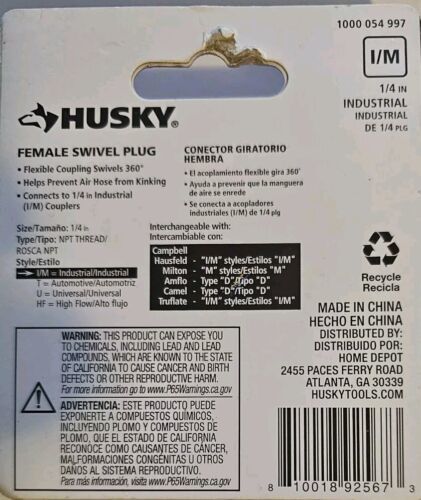 1000 054 997
I/M
1/4 IN
INDUSTRIAL
INDUSTRIAL
DE 1/4 PLG
HUSKY®
FEMALE SWIVEL PLUG
• Flexible Coupling Swivels 360°
• Helps Prevent Air Hose from Kinking
• Connects to 1/4 in Industrial
(I/M) Couplers
CONECTOR GIRATORIO
HEMBRA
• El acoplamiento flexible gira 360°
• Ayuda a prevenir que la manguera
de aire se enrede
• Se conecta a acopladores
industriales (I/M) de 1/4 plg
Size/Tamaño: 1/4 in
Type/Tipo: NPT THREAD/
ROSCA NPT
Style/Estilo
I/M = Industrial/Industrial
T = Automotive/Automotriz
U = Universal/Universal
HF = High Flow/Alto flujo
Interchangeable with:
Intercambiable con:
Campbell
Hausfeld - "I/M" styles/Estilos "I/M"
Milton - "M" styles/Estilos "M"
Amflo - Type "D"/Tipo "D"
Camel - Type "D"/Tipo "D"
Truflate - "I/M" styles/Estilos "I/M"
Recycle
Recicla
MADE IN CHINA
HECHO EN CHINA
DISTRIBUTED BY:
DISTRIBUIDO POR:
HOME DEPOT
2455 PACES FERRY ROAD
ATLANTA, GA 30339
HUSKYTOOLS.COM
WARNING: THIS PRODUCT CAN EXPOSE YOU
TO CHEMICALS, INCLUDING LEAD AND LEAD
COMPOUNDS, WHICH ARE KNOWN TO THE STATE
OF CALIFORNIA TO CAUSE CANCER AND BIRTH
DEFECTS OR OTHER REPRODUCTIVE HARM.
For more information go to www.P65Warnings.ca.gov
ADVERTENCIA: ESTE PRODUCTO PUEDE
EXPONERTE A COMPUESTOS QUÍMICOS,
INCLUYENDO PLOMO Y COMPUESTOS DE
PLOMO, QUE EL ESTADO DE CALIFORNIA
RECONOCE COMO CAUSANTES DE CÁNCER,
MALFORMACIONES CONGÉNITAS U OTROS
DAÑOS AL SISTEMA REPRODUCTOR.
Para más información, visita www.P65Warnings.ca.gov
8 10018 92567 3